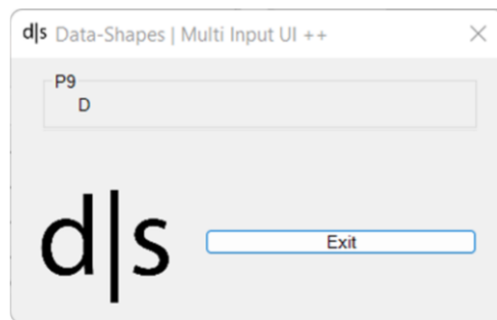 d|s Data-Shapes | Multi Input UI ++
P9
D
d|s
Exit